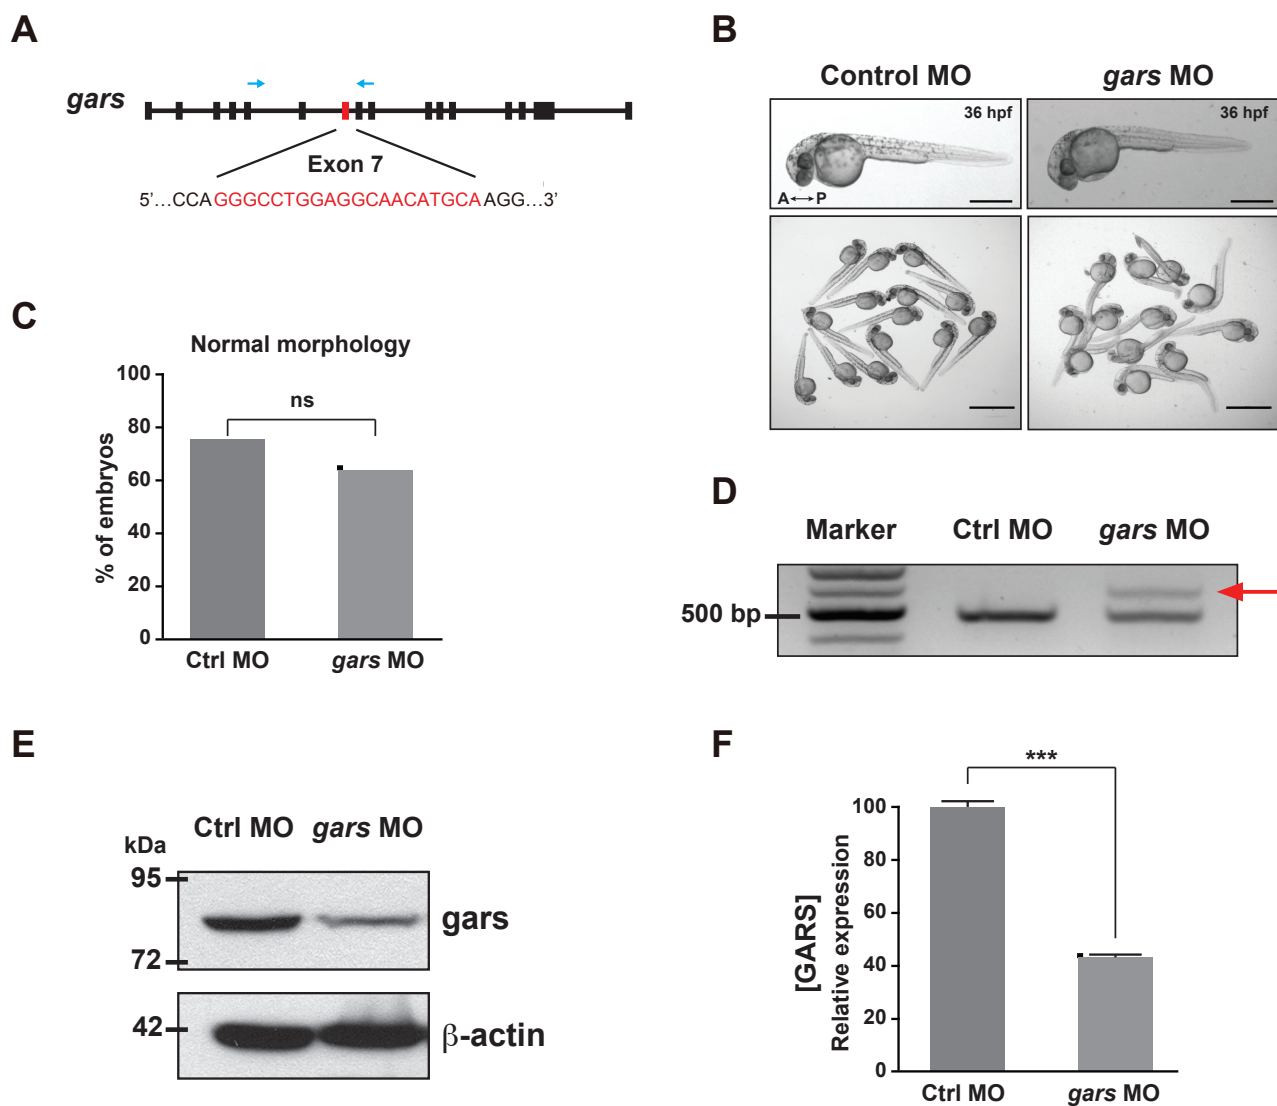 A
gars
Exon 7
5’…CCA GGGCCTGGAGGCAACATGCA AGG…3’
B
Control MO
gars MO
36 hpf
36 hpf
A ⟷ P
C
Normal morphology
ns
% of embryos
100
80
60
40
20
0
Ctrl MO
gars MO
D
Marker
Ctrl MO
gars MO
500 bp
E
kDa
Ctrl MO
gars MO
95
72
gars
42
β-actin
F
***
[GARS]
Relative expression
100
80
60
40
20
0
Ctrl MO
gars MO